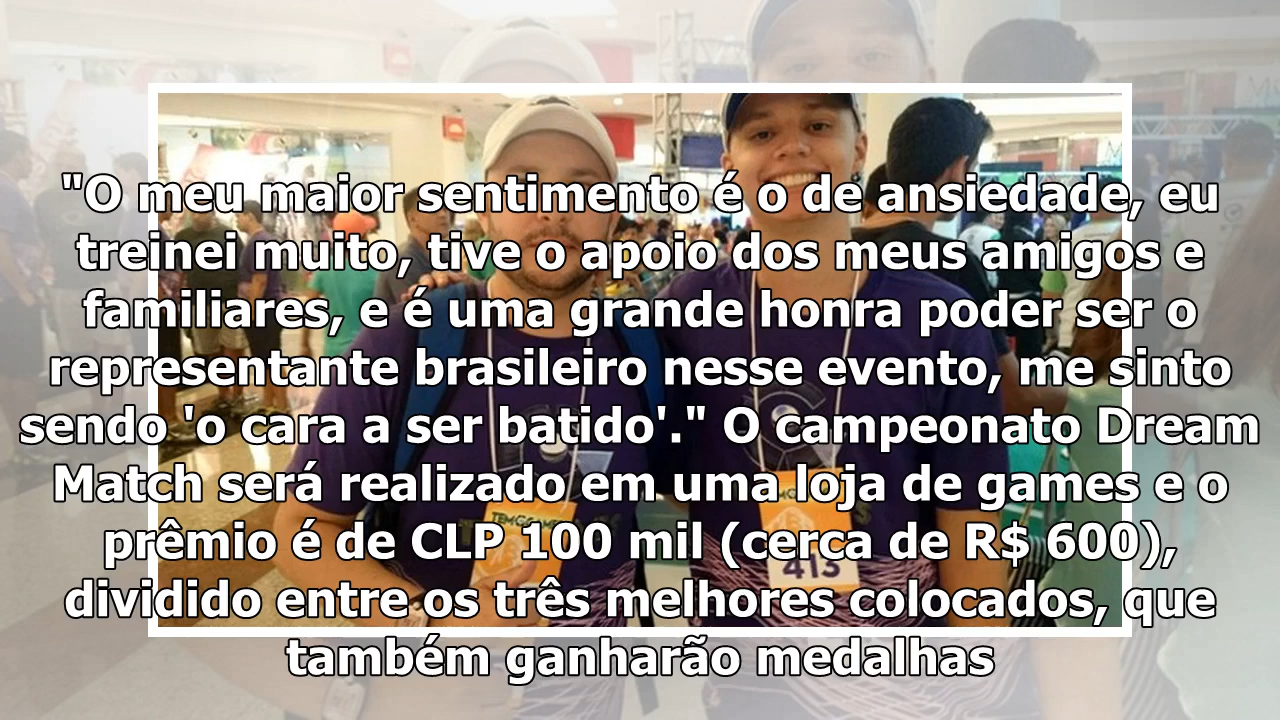 "O meu maior sentimento é o de ansiedade, eu
treinei muito, tive o apoio dos meus amigos e
familiares, e é uma grande honra poder ser o
representante brasileiro nesse evento, me sinto
sendo 'o cara a ser batido'." O campeonato Dream
Match será realizado em uma loja de games e o
prêmio é de CLP 100 mil (cerca de R$ 600),
413
dividido entre os três melhores colocados, que
também ganharão medalhas